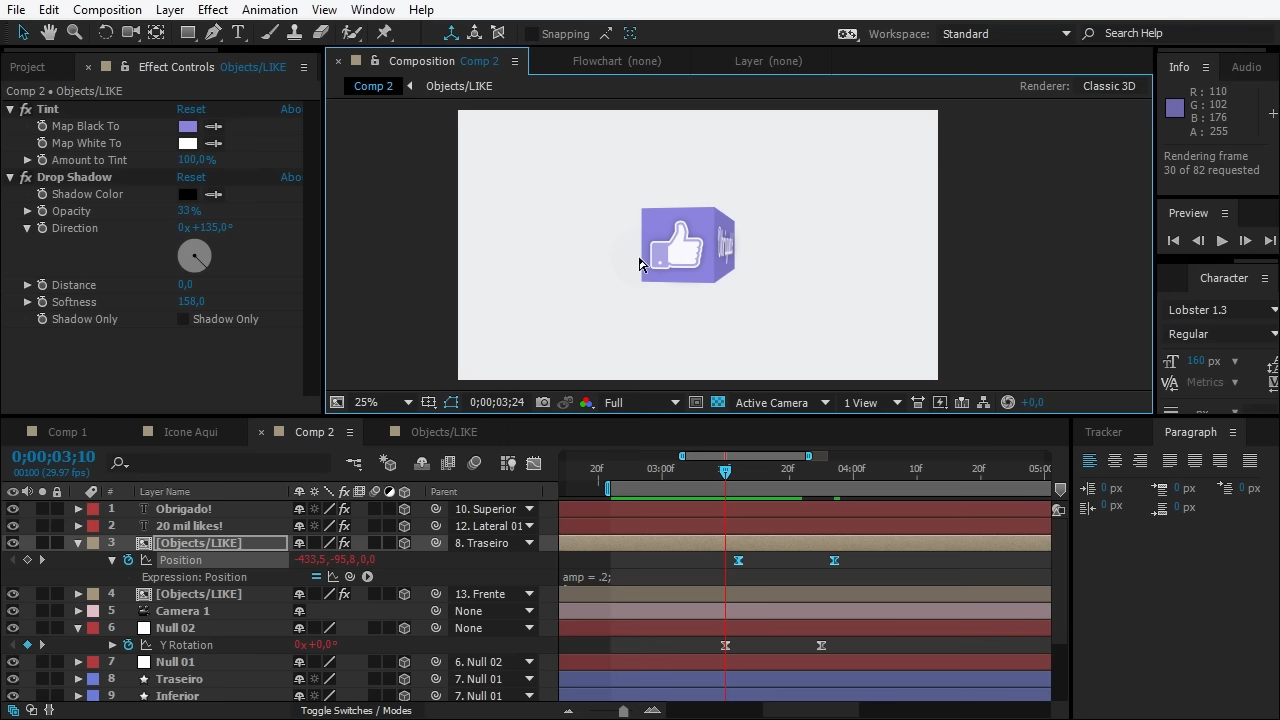 File Edit Composition Layer Effect Animation View Window Help
Snapping
Workspace: Standard
Search Help
Project
Effect Controls Objects/LIKE
Comp 2 • Objects/LIKE
fx Tint Reset Abou
Map Black To
Map White To
Amount to Tint 100,0%
fx Drop Shadow Reset Abou
Shadow Color
Opacity 33%
Direction 0x+135,0°
Distance 0,0
Softness 158,0
Shadow Only Shadow Only
Composition Comp 2
Flowchart (none)
Layer (none)
Comp 2 Objects/LIKE
Renderer: Classic 3D
25% 0;00;03;24 Full Active Camera 1 View +0,0
Info Audio
R : 110
G : 102
B : 176
A : 255
Rendering frame
30 of 82 requested
Preview
Character
Lobster 1.3
Regular
160 px
Metrics
px
Comp 1 Icone Aqui Comp 2 Objects/LIKE
0;00;03;10
00100 (29.97 fps)
20f 03:00f 20f 04:00f 10f 20f 05:00
# Layer Name Parent
1 Obrigado! 10. Superior
2 20 mil likes! 12. Lateral 01
3 [Objects/LIKE] 8. Traseiro
Position -433,5,-95,8,0,0
Expression: Position amp = .2;
4 [Objects/LIKE] 13. Frente
5 Camera 1 None
6 Null 02 None
Y Rotation 0x+0,0°
7 Null 01 6. Null 02
8 Traseiro 7. Null 01
9 Inferior 7. Null 01
Toggle Switches / Modes
Tracker Paragraph
0 px 0 px 0 px
0 px 0 px